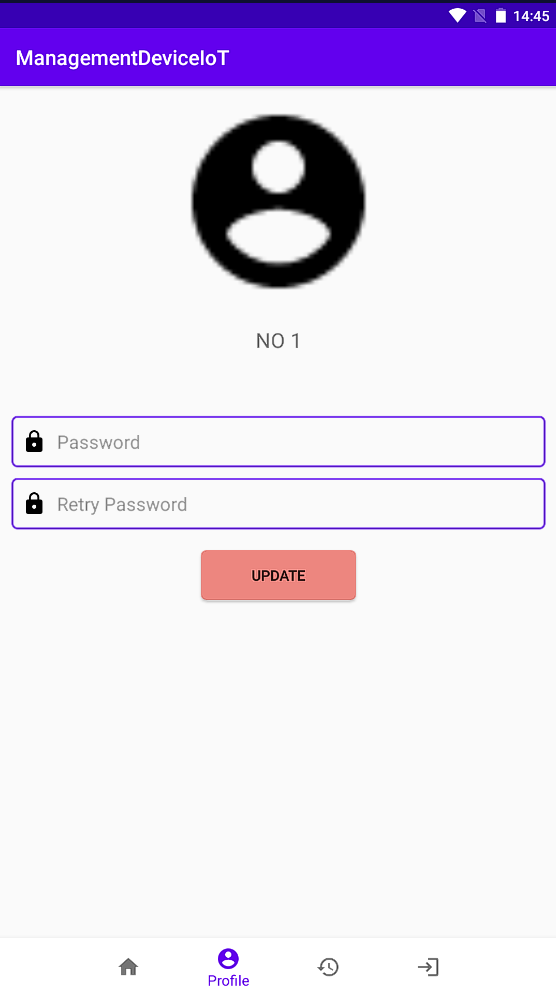 14:45
ManagementDeviceIoT
NO 1
Password
Retry Password
UPDATE
Profile